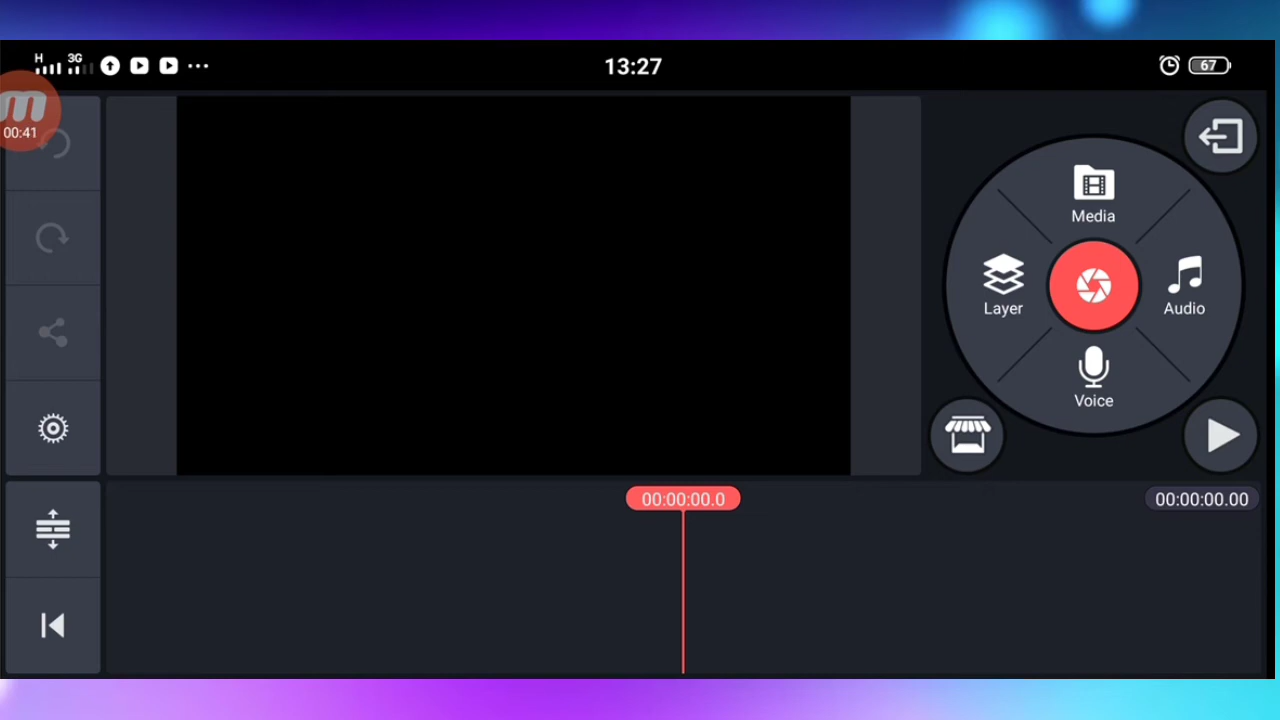 H 3G
13:27
67
m
00:41
Media
Layer
Audio
Voice
00:00:00.0
00:00:00.00